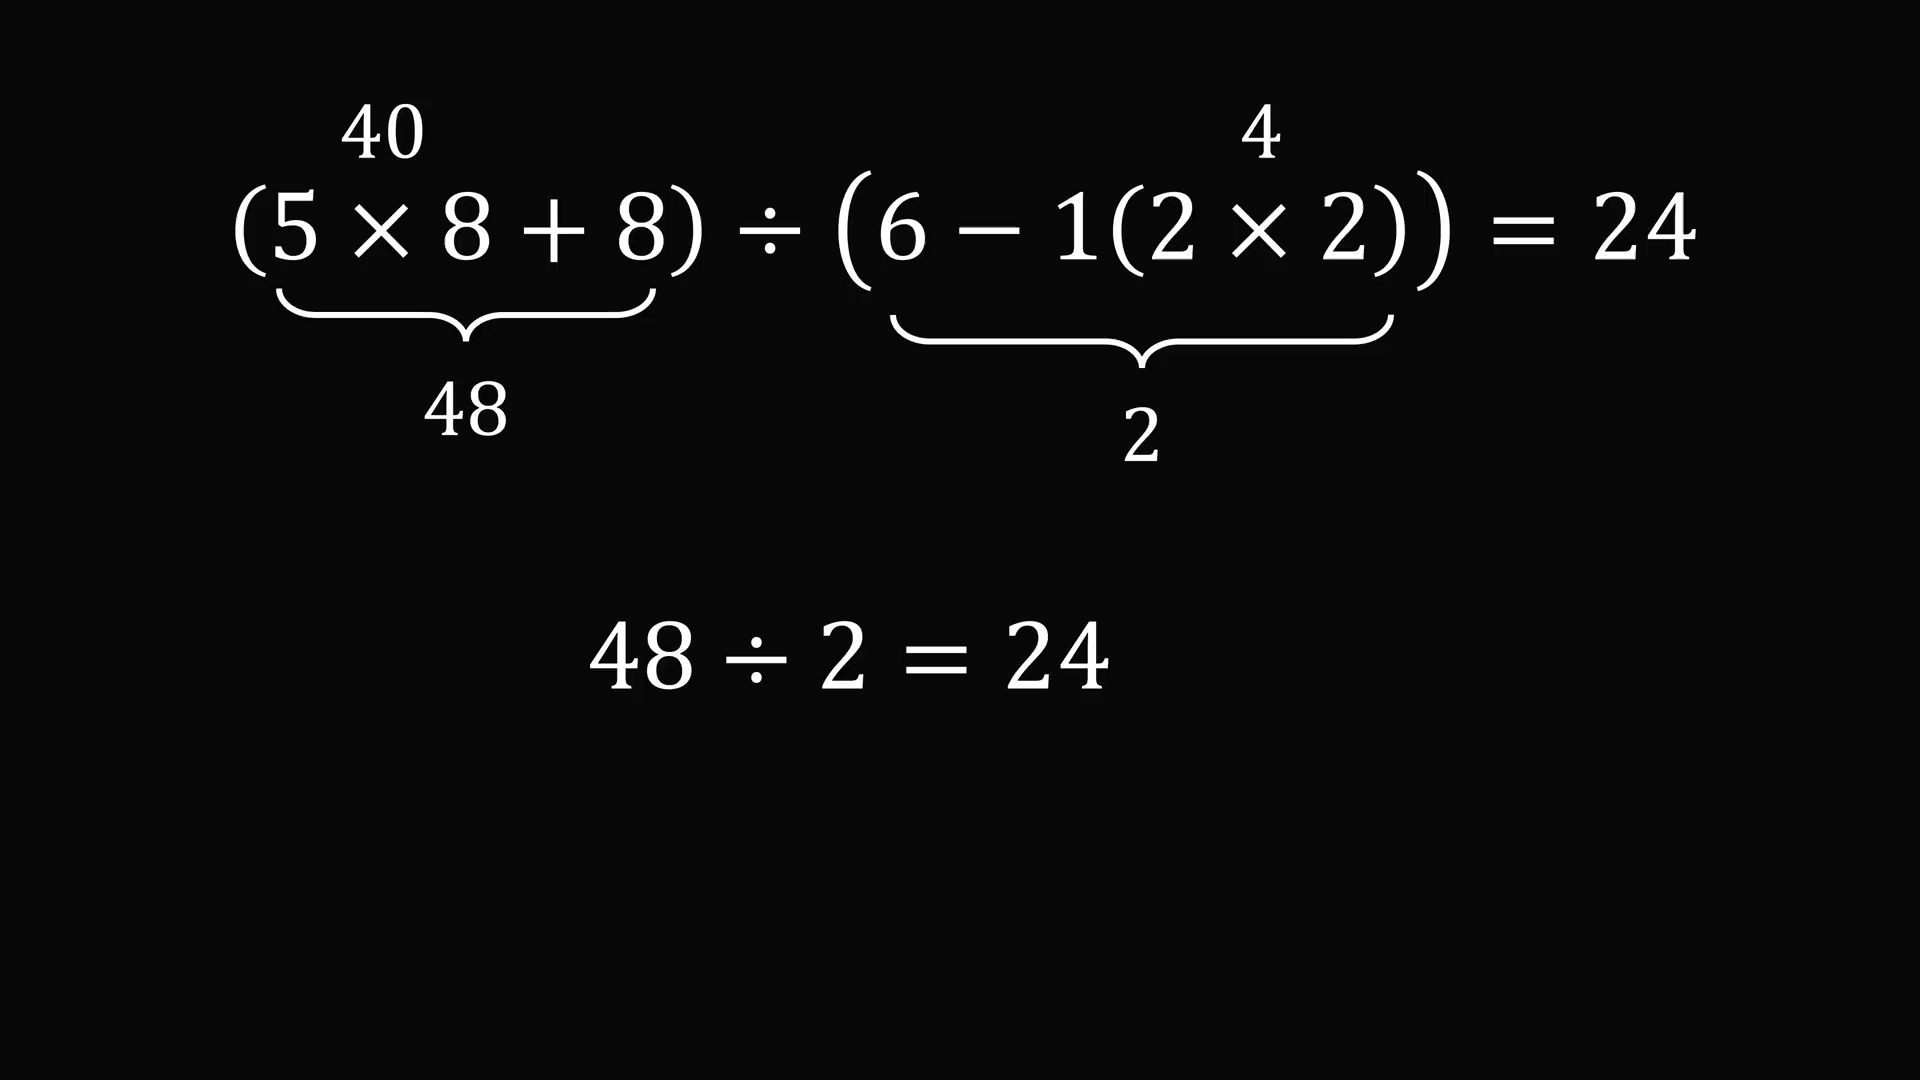 40 4
(5 × 8 + 8) ÷ (6 − 1(2 × 2)) = 24
48
2
48 ÷ 2 = 24